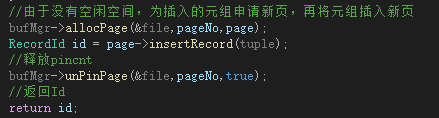 //由于没有空闲空间，为插入的元组申请新页，再将元组插入新页
bufMgr->allocPage(&file,pageNo,page);
RecordId id = page->insertRecord(tuple);
//释放pincnt
bufMgr->unPinPage(&file,pageNo,true);
//返回Id
return id;